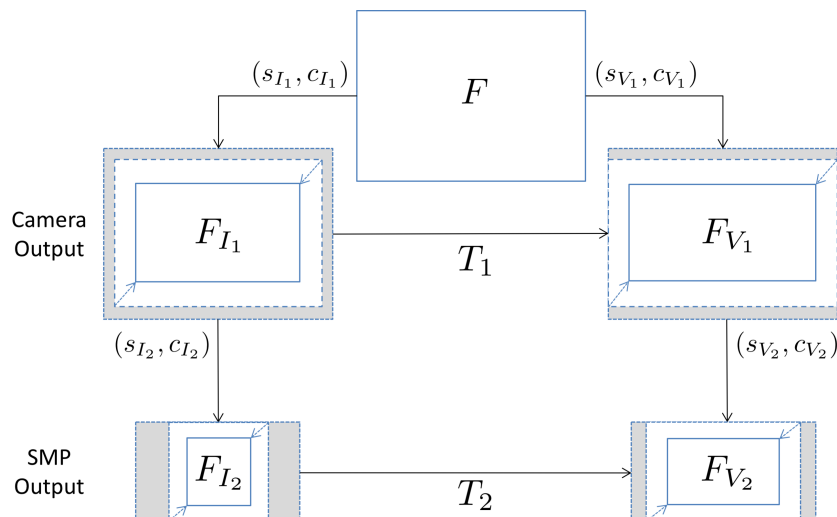 F
(s_{I_1}, c_{I_1})
(s_{V_1}, c_{V_1})
Camera
Output
F_{I_1}
T_1
F_{V_1}
(s_{I_2}, c_{I_2})
(s_{V_2}, c_{V_2})
SMP
Output
F_{I_2}
T_2
F_{V_2}